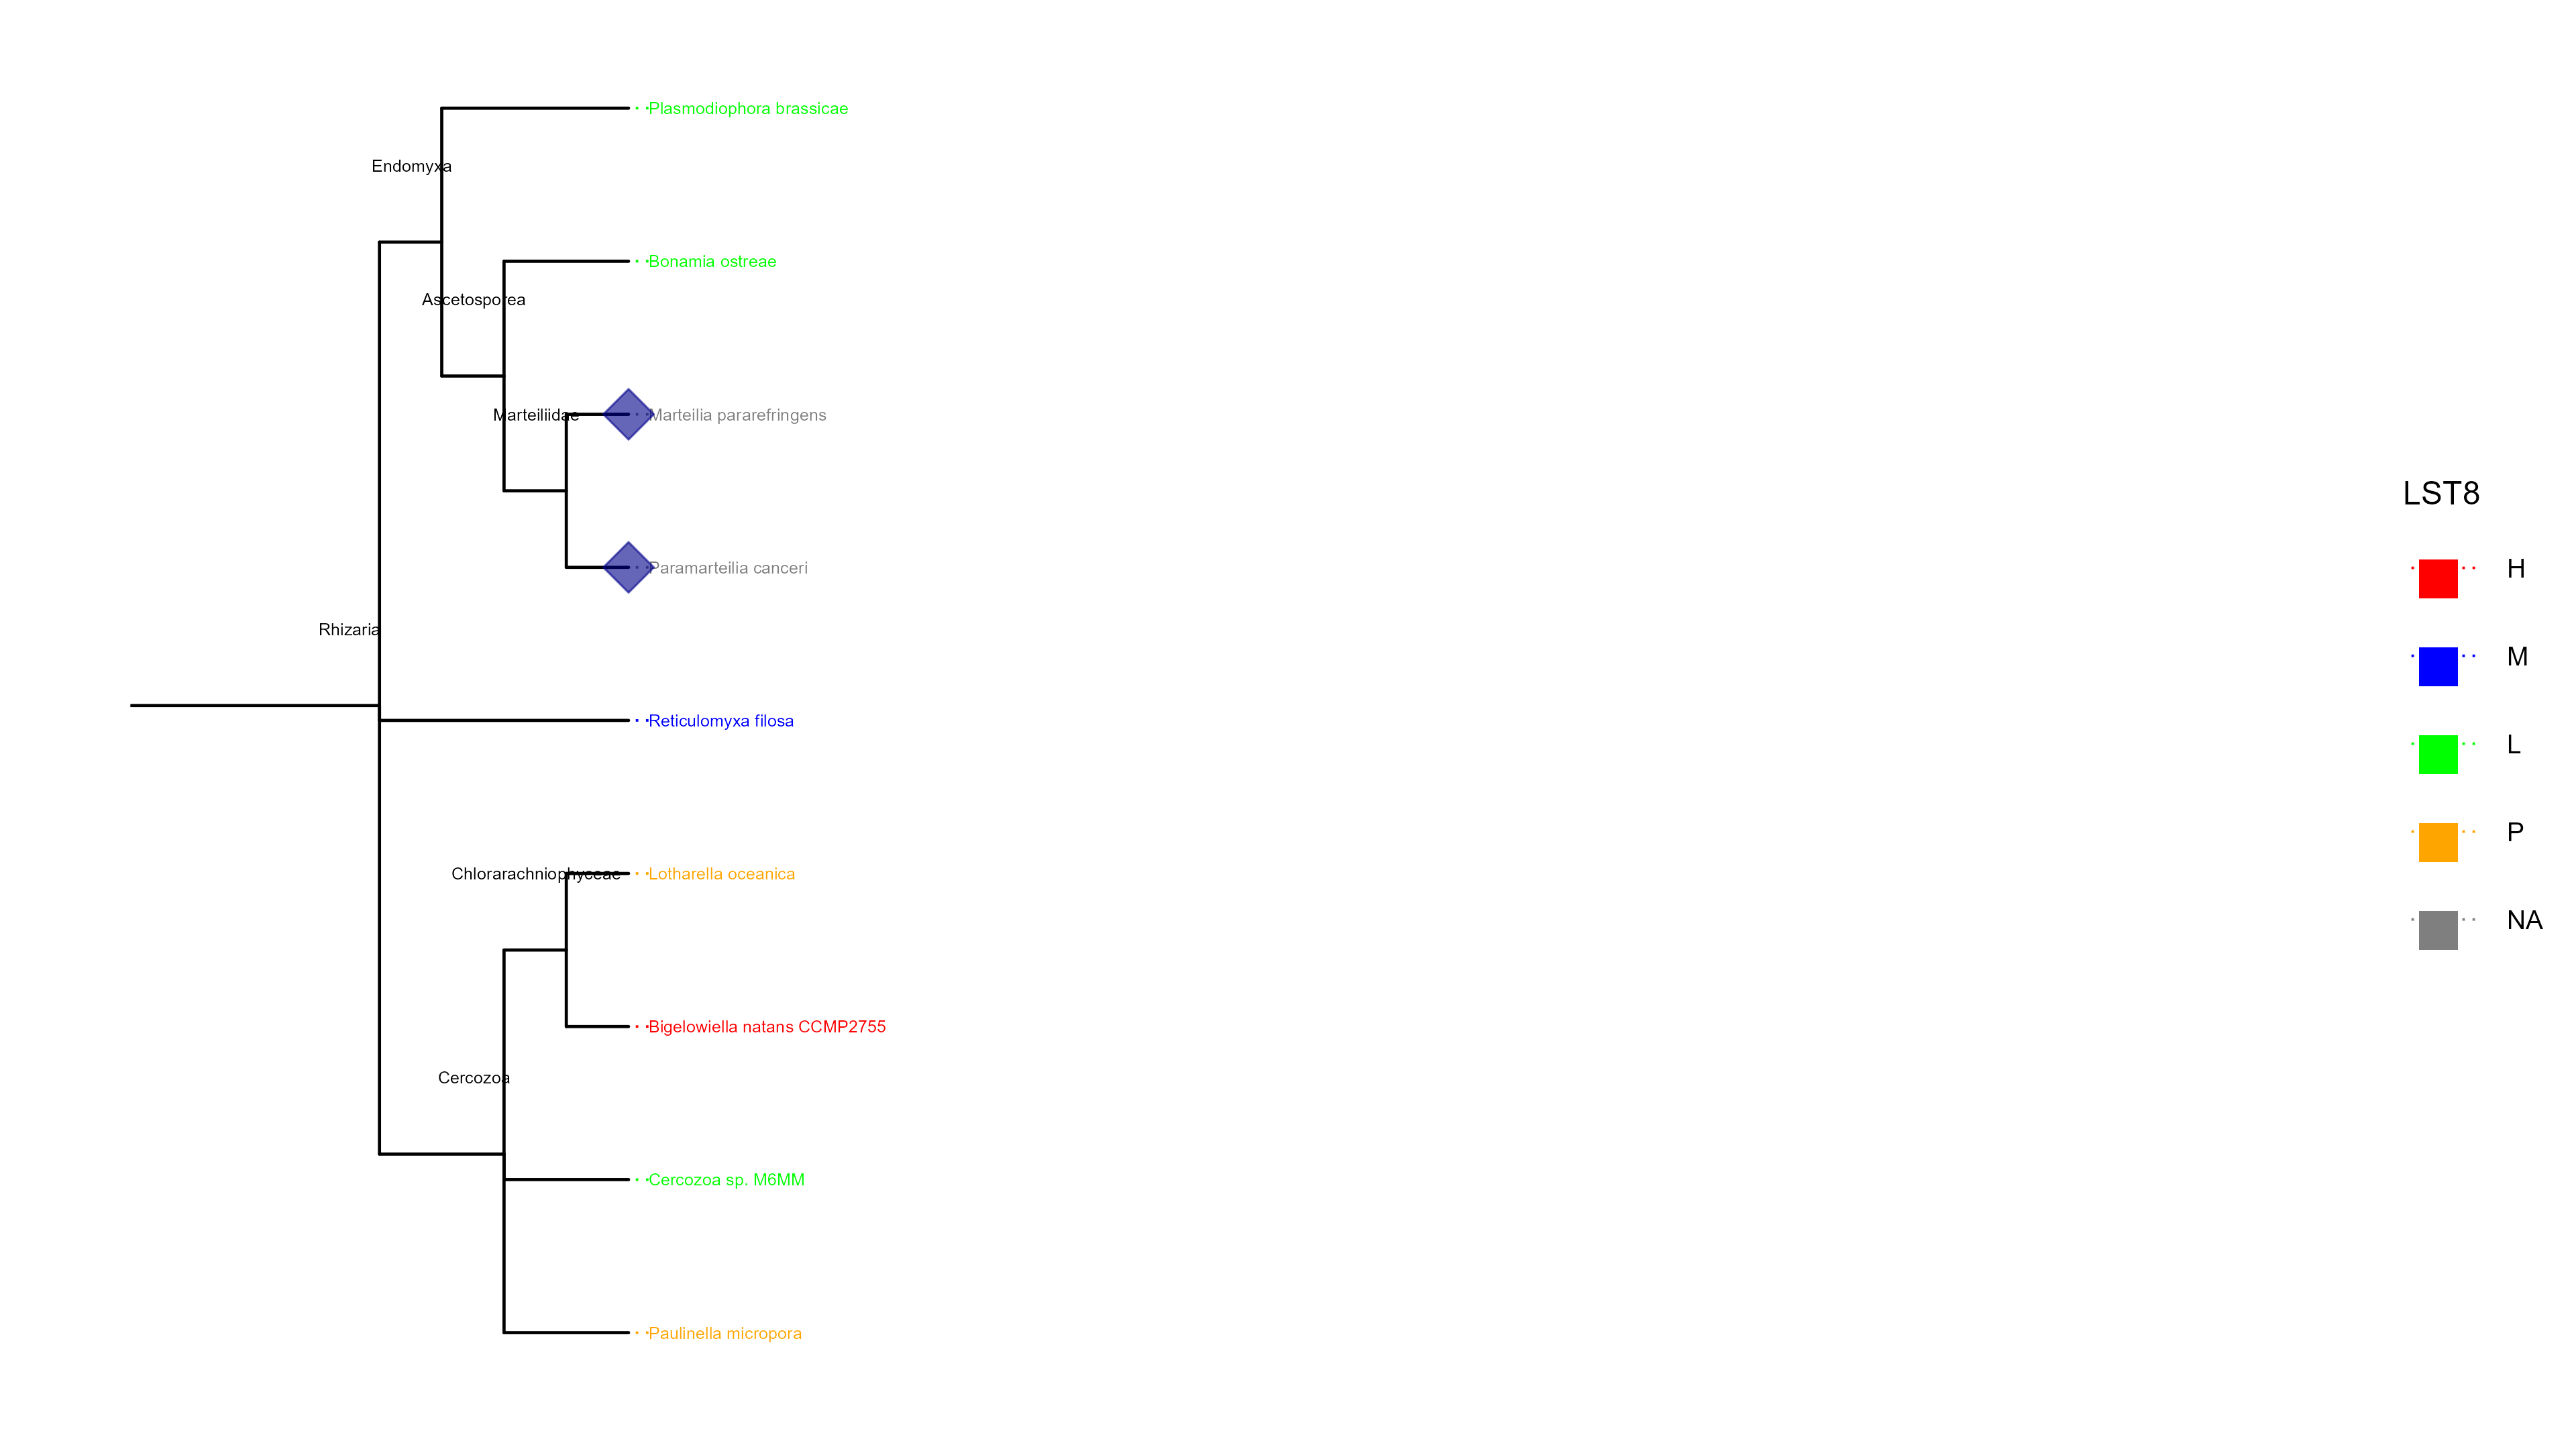 Plasmodiophora brassicae
Endomyxa
Bonamia ostreae
Ascetosporea
Marteiliidae
Marteilia pararefringens
Paramarteilia canceri
Rhizaria
Reticulomyxa filosa
Chlorarachniophyceae
Lotharella oceanica
Bigelowiella natans CCMP2755
Cercozoa
Cercozoa sp. M6MM
Paulinella micropora
LST8
H
M
L
P
NA